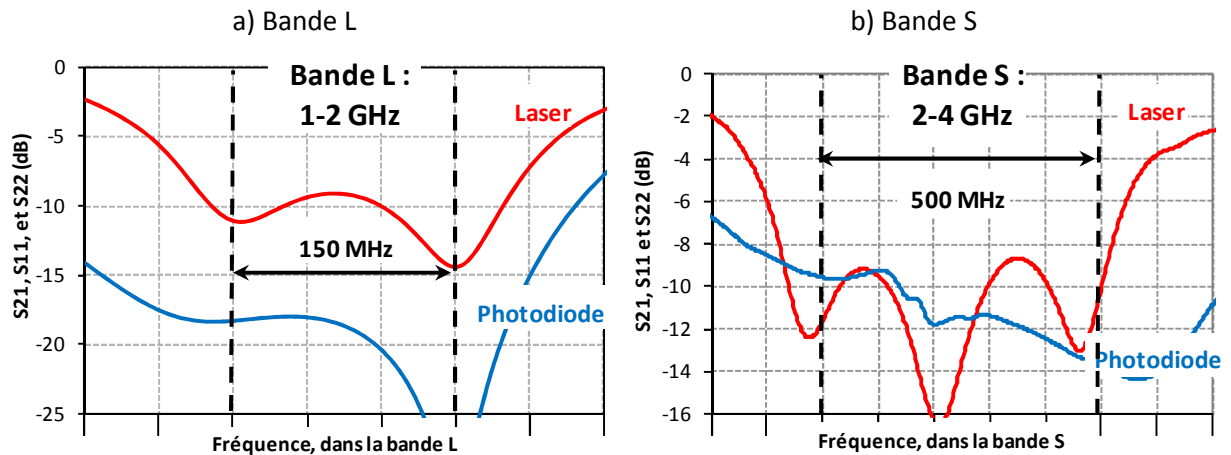 a) Bande L
0
-5
-10
-15
-20
-25
S21, S11, et S22 (dB)
Bande L :
1-2 GHz
Laser
150 MHz
Photodiode
Fréquence, dans la bande L
b) Bande S
0
-2
-4
-6
-8
-10
-12
-14
-16
S21, S11 et S22 (dB)
Bande S :
2-4 GHz
Laser
500 MHz
Photodiode
Fréquence, dans la bande S